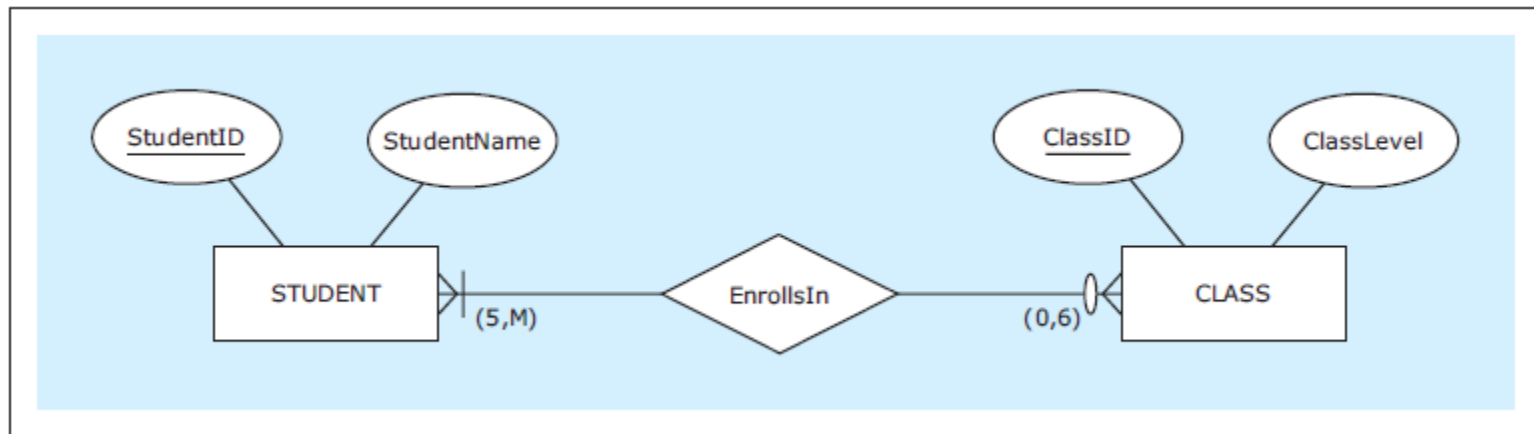 StudentID
StudentName
ClassID
ClassLevel
STUDENT
EnrollsIn
CLASS
(5,M)
(0,6)